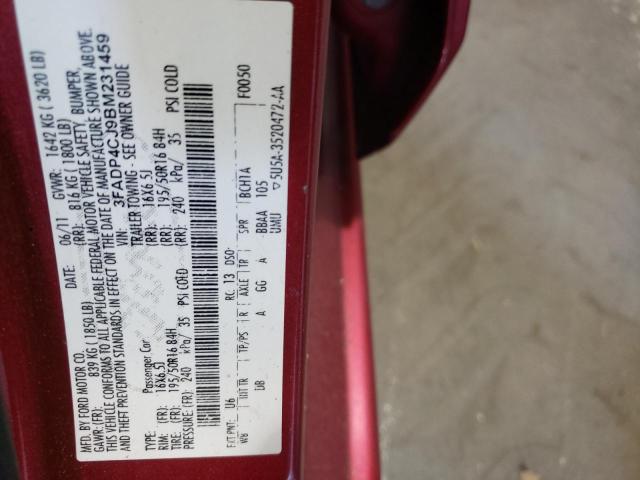 MFD. BY FORD MOTOR CO.
DATE: 06/11 GVWR: 1642 KG ( 3620 LB)
GAWR:(FR): 839 KG (1850 LB) (RR): 816 KG ( 1800 LB)
THIS VEHICLE CONFORMS TO ALL APPLICABLE FEDERAL MOTOR VEHICLE SAFETY, BUMPER,
AND THEFT PREVENTION STANDARDS IN EFFECT ON THE DATE OF MANUFACTURE SHOWN ABOVE.
VIN: 3FADP4CJ9BM231459
TYPE: Passenger Car TRAILER TOWING - SEE OWNER GUIDE
RIM: (FR): 16X6.5J (RR): 16X6.5J
TIRE: (FR): 195/50R16 84H (RR): 195/50R16 84H
PRESSURE:(FR): 240 kPa/ 35 PSI COLD (RR): 240 kPa/ 35 PSI COLD
EXT PNT: U6 RC: 13 DSO:
WB INT TR TP/PS R AXLE TR SPR BCH1A F0050
UB A GG A BBAA 105
UMU 5U5A-3520472-AA